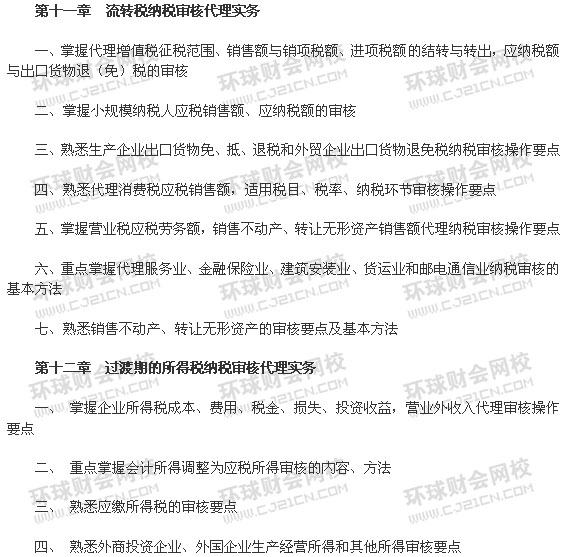 第十一章 流转税纳税审核代理实务
一、掌握代理增值税征税范围、销售额与销项税额、进项税额的结转与转出，应纳税额
与出口货物退（免）税的审核
二、掌握小规模纳税人应税销售额、应纳税额的审核
三、熟悉生产企业出口货物免、抵、退税和外贸企业出口货物退免税纳税审核操作要点
四、熟悉代理消费税应税销售额，适用税目、税率、纳税环节审核操作要点
五、掌握营业税应税劳务额，销售不动产、转让无形资产销售额代理纳税审核操作要点
六、重点掌握代理服务业、金融保险业、建筑安装业、货运业和邮电通信业纳税审核的
基本方法
七、熟悉销售不动产、转让无形资产的审核要点及基本方法
第十二章 过渡期的所得税纳税审核代理实务
一、 掌握企业所得税成本、费用、税金、损失、投资收益，营业外收入代理审核操作
要点
二、 重点掌握会计所得调整为应税所得审核的内容、方法
三、 熟悉应缴所得税的审核要点
四、 熟悉外商投资企业、外国企业生产经营所得和其他所得审核要点
环球财会网校
WWW.CJ21CN.COM